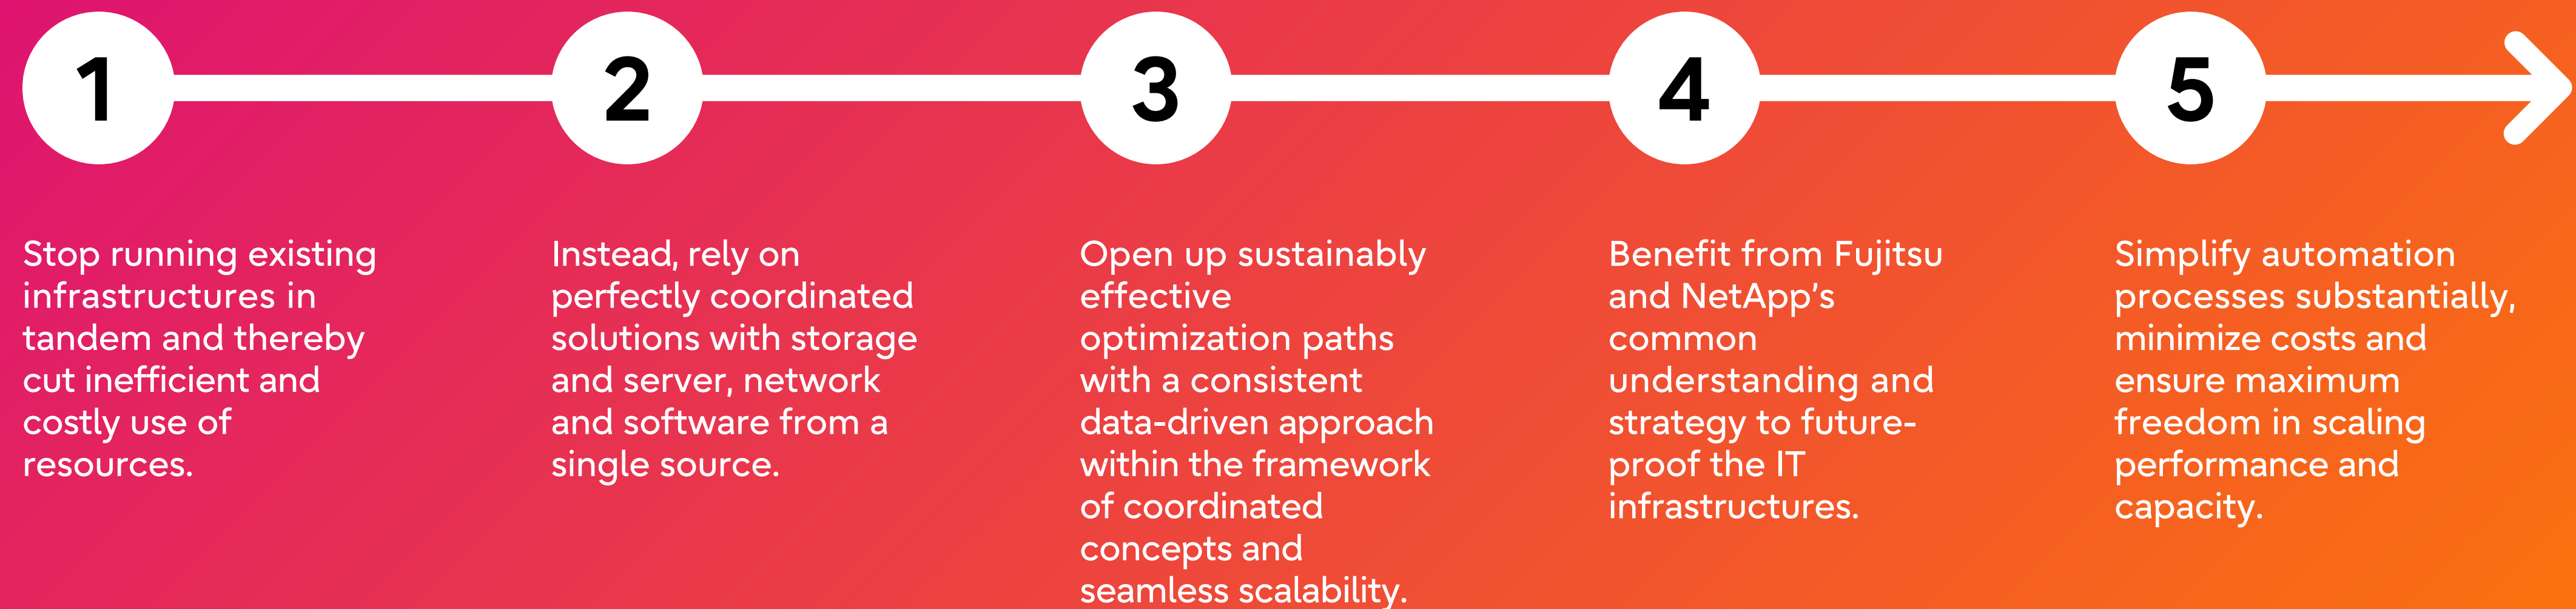 1
2
3
4
5
Stop running existing
infrastructures in
tandem and thereby
cut inefficient and
costly use of
resources.
Instead, rely on
perfectly coordinated
solutions with storage
and server, network
and software from a
single source.
Open up sustainably
effective
optimization paths
with a consistent
data-driven approach
within the framework
of coordinated
concepts and
seamless scalability.
Benefit from Fujitsu
and NetApp’s
common
understanding and
strategy to future-
proof the IT
infrastructures.
Simplify automation
processes substantially,
minimize costs and
ensure maximum
freedom in scaling
performance and
capacity.